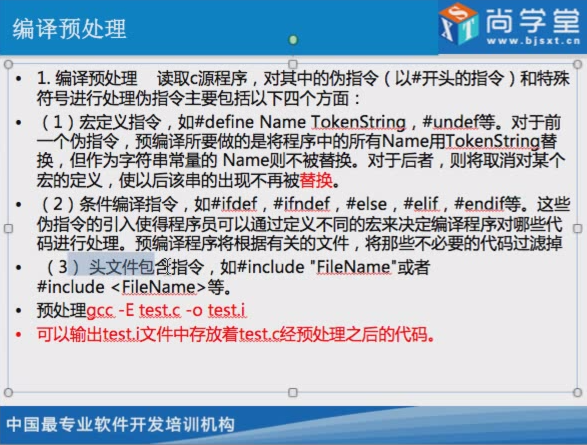 编译预处理
尚学堂
www.bjsxt.cn
SXT
• 1. 编译预处理　读取c源程序，对其中的伪指令（以#开头的指令）和特殊
符号进行处理伪指令主要包括以下四个方面：
• （1）宏定义指令，如#define Name TokenString，#undef等。对于前
一个伪指令，预编译所要做的是将程序中的所有Name用TokenString替
换，但作为字符串常量的 Name则不被替换。对于后者，则将取消对某个
宏的定义，使以后该串的出现不再被替换。
• （2）条件编译指令，如#ifdef，#ifndef，#else，#elif，#endif等。这些
伪指令的引入使得程序员可以通过定义不同的宏来决定编译程序对哪些代
码进行处理。预编译程序将根据有关的文件，将那些不必要的代码过滤掉
• （3）头文件包含指令，如#include "FileName"或者
#include <FileName>等。
• 预处理gcc -E test.c -o test.i
• 可以输出test.i文件中存放着test.c经预处理之后的代码。
中国最专业软件开发培训机构